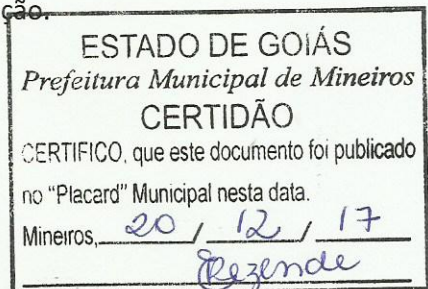 ção.
ESTADO DE GOIÁS
Prefeitura Municipal de Mineiros
CERTIDÃO
CERTIFICO, que este documento foi publicado
no “Placard” Municipal nesta data.
Mineiros, 20 / 12 / 17
Rezende